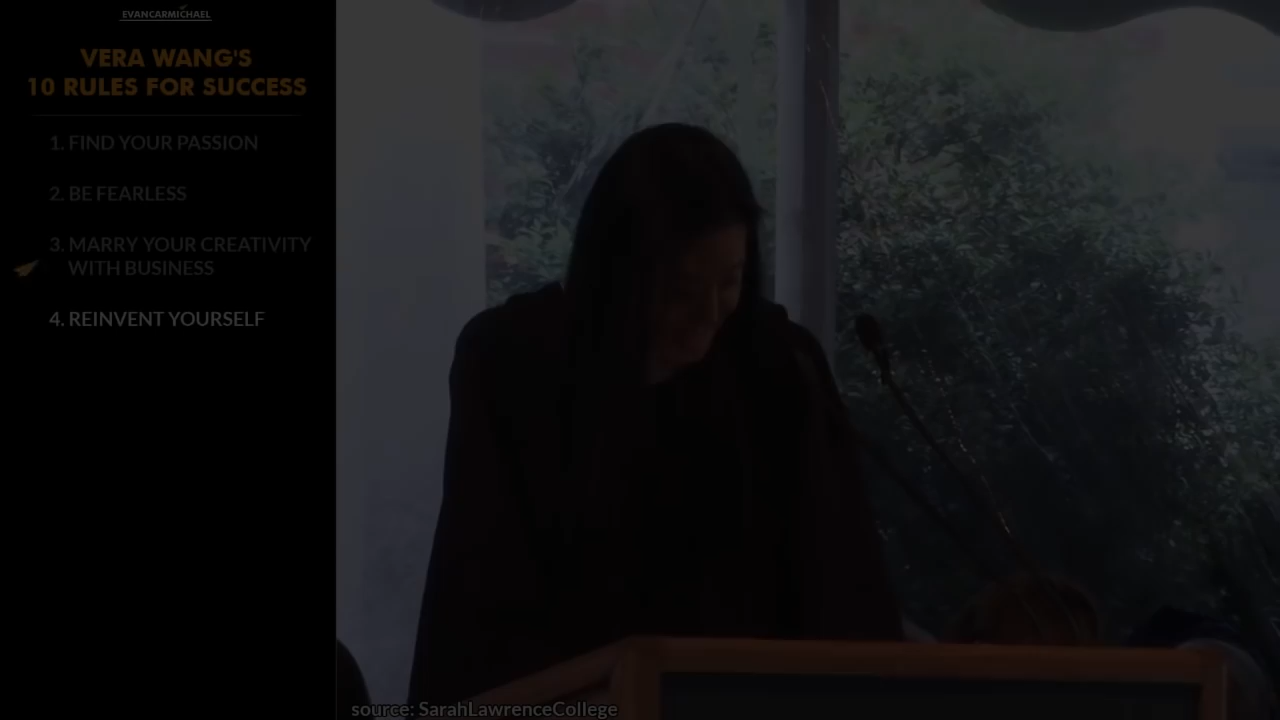 EVANCARMICHAEL
VERA WANG'S
10 RULES FOR SUCCESS
1. FIND YOUR PASSION
2. BE FEARLESS
3. MARRY YOUR CREATIVITY
WITH BUSINESS
4. REINVENT YOURSELF
source: SarahLawrenceCollege